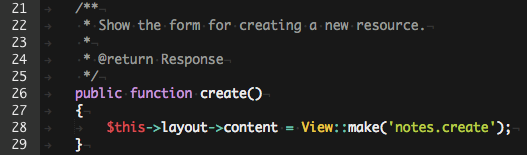 21 /**
22  * Show the form for creating a new resource.
23  *
24  * @return Response
25  */
26 public function create()
27 {
28     $this->layout->content = View::make('notes.create');
29 }